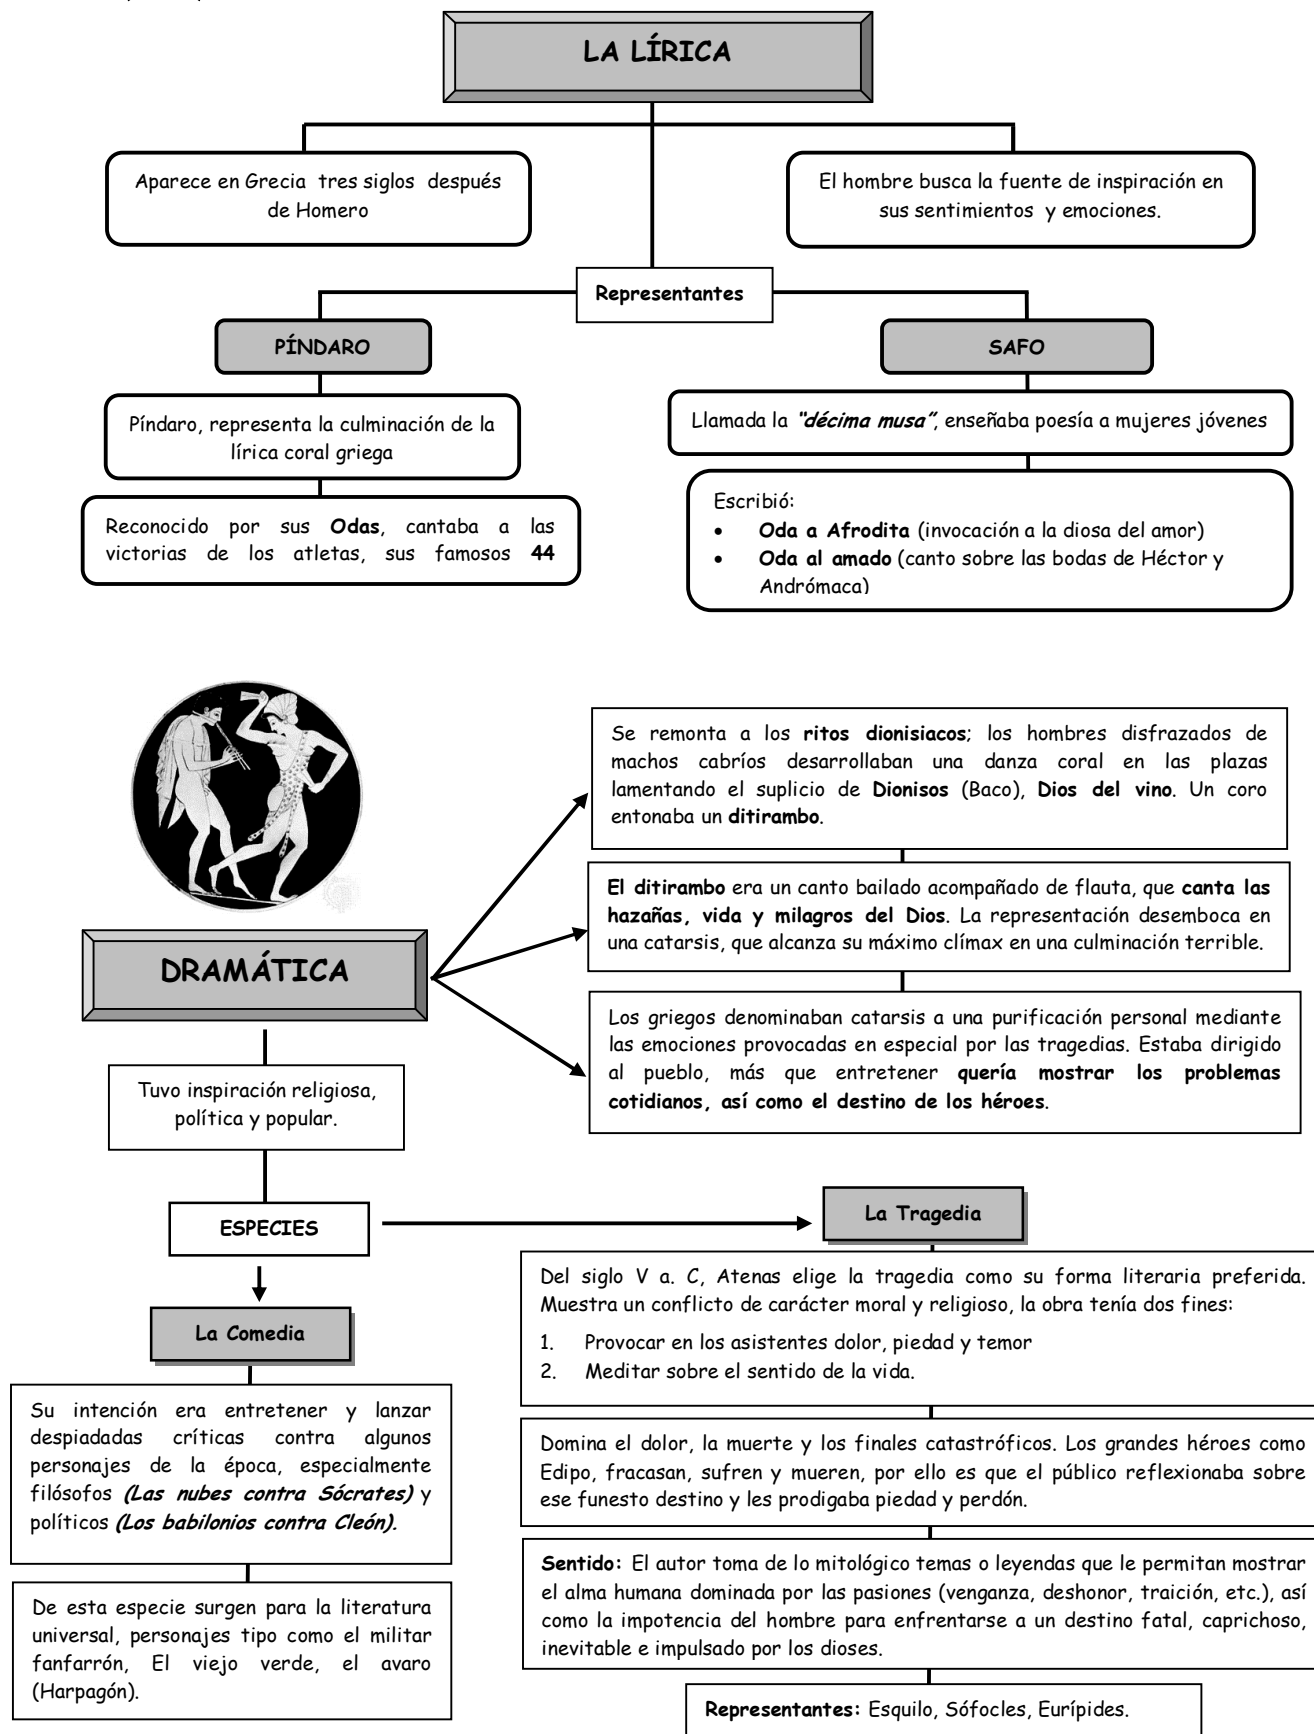 LA LÍRICA
Aparece en Grecia tres siglos después
de Homero
El hombre busca la fuente de inspiración en
sus sentimientos y emociones.
Representantes
PÍNDARO
SAFO
Píndaro, representa la culminación de la
lírica coral griega
Llamada la "décima musa", enseñaba poesía a mujeres jóvenes
Reconocido por sus Odas, cantaba a las
victorias de los atletas, sus famosos 44
Escribió:
• Oda a Afrodita (invocación a la diosa del amor)
• Oda al amado (canto sobre las bodas de Héctor y
Andrómaca)
Se remonta a los ritos dionisiacos; los hombres disfrazados de
machos cabríos desarrollaban una danza coral en las plazas
lamentando el suplicio de Dionisos (Baco), Dios del vino. Un coro
entonaba un ditirambo.
El ditirambo era un canto bailado acompañado de flauta, que canta las
hazañas, vida y milagros del Dios. La representación desemboca en
una catarsis, que alcanza su máximo clímax en una culminación terrible.
DRAMÁTICA
Los griegos denominaban catarsis a una purificación personal mediante
las emociones provocadas en especial por las tragedias. Estaba dirigido
al pueblo, más que entretener quería mostrar los problemas
cotidianos, así como el destino de los héroes.
Tuvo inspiración religiosa,
política y popular.
ESPECIES
La Tragedia
Del siglo V a. C, Atenas elige la tragedia como su forma literaria preferida.
Muestra un conflicto de carácter moral y religioso, la obra tenía dos fines:
1. Provocar en los asistentes dolor, piedad y temor
2. Meditar sobre el sentido de la vida.
La Comedia
Su intención era entretener y lanzar
despiadadas críticas contra algunos
personajes de la época, especialmente
filósofos (Las nubes contra Sócrates) y
políticos (Los babilonios contra Cleón).
Domina el dolor, la muerte y los finales catastróficos. Los grandes héroes como
Edipo, fracasan, sufren y mueren, por ello es que el público reflexionaba sobre
ese funesto destino y les prodigaba piedad y perdón.
Sentido: El autor toma de lo mitológico temas o leyendas que le permitan mostrar
el alma humana dominada por las pasiones (venganza, deshonor, traición, etc.), así
como la impotencia del hombre para enfrentarse a un destino fatal, caprichoso,
inevitable e impulsado por los dioses.
De esta especie surgen para la literatura
universal, personajes tipo como el militar
fanfarrón, El viejo verde, el avaro
(Harpagón).
Representantes: Esquilo, Sófocles, Eurípides.